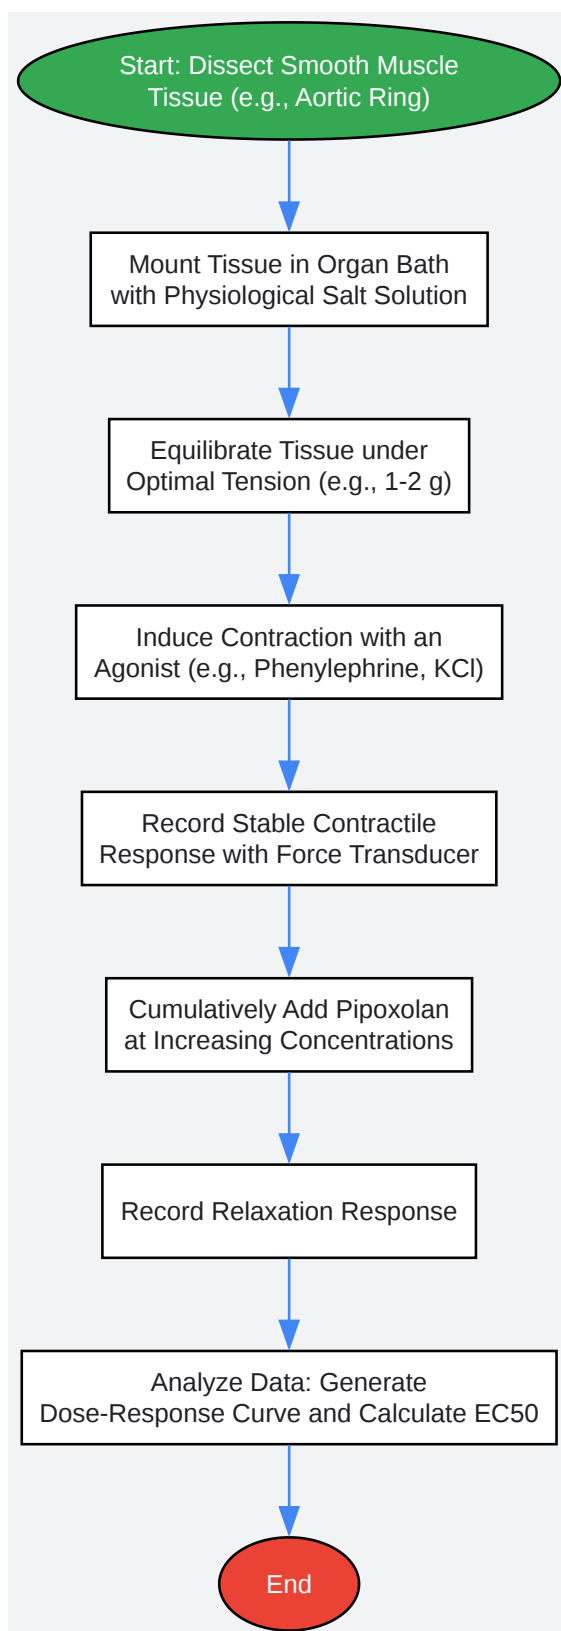 Start: Dissect Smooth Muscle
Tissue (e.g., Aortic Ring)
Mount Tissue in Organ Bath
with Physiological Salt Solution
Equilibrate Tissue under
Optimal Tension (e.g., 1-2 g)
Induce Contraction with an
Agonist (e.g., Phenylephrine, KCl)
Record Stable Contractile
Response with Force Transducer
Cumulatively Add Pipoxolan
at Increasing Concentrations
Record Relaxation Response
Analyze Data: Generate
Dose-Response Curve and Calculate EC50
End